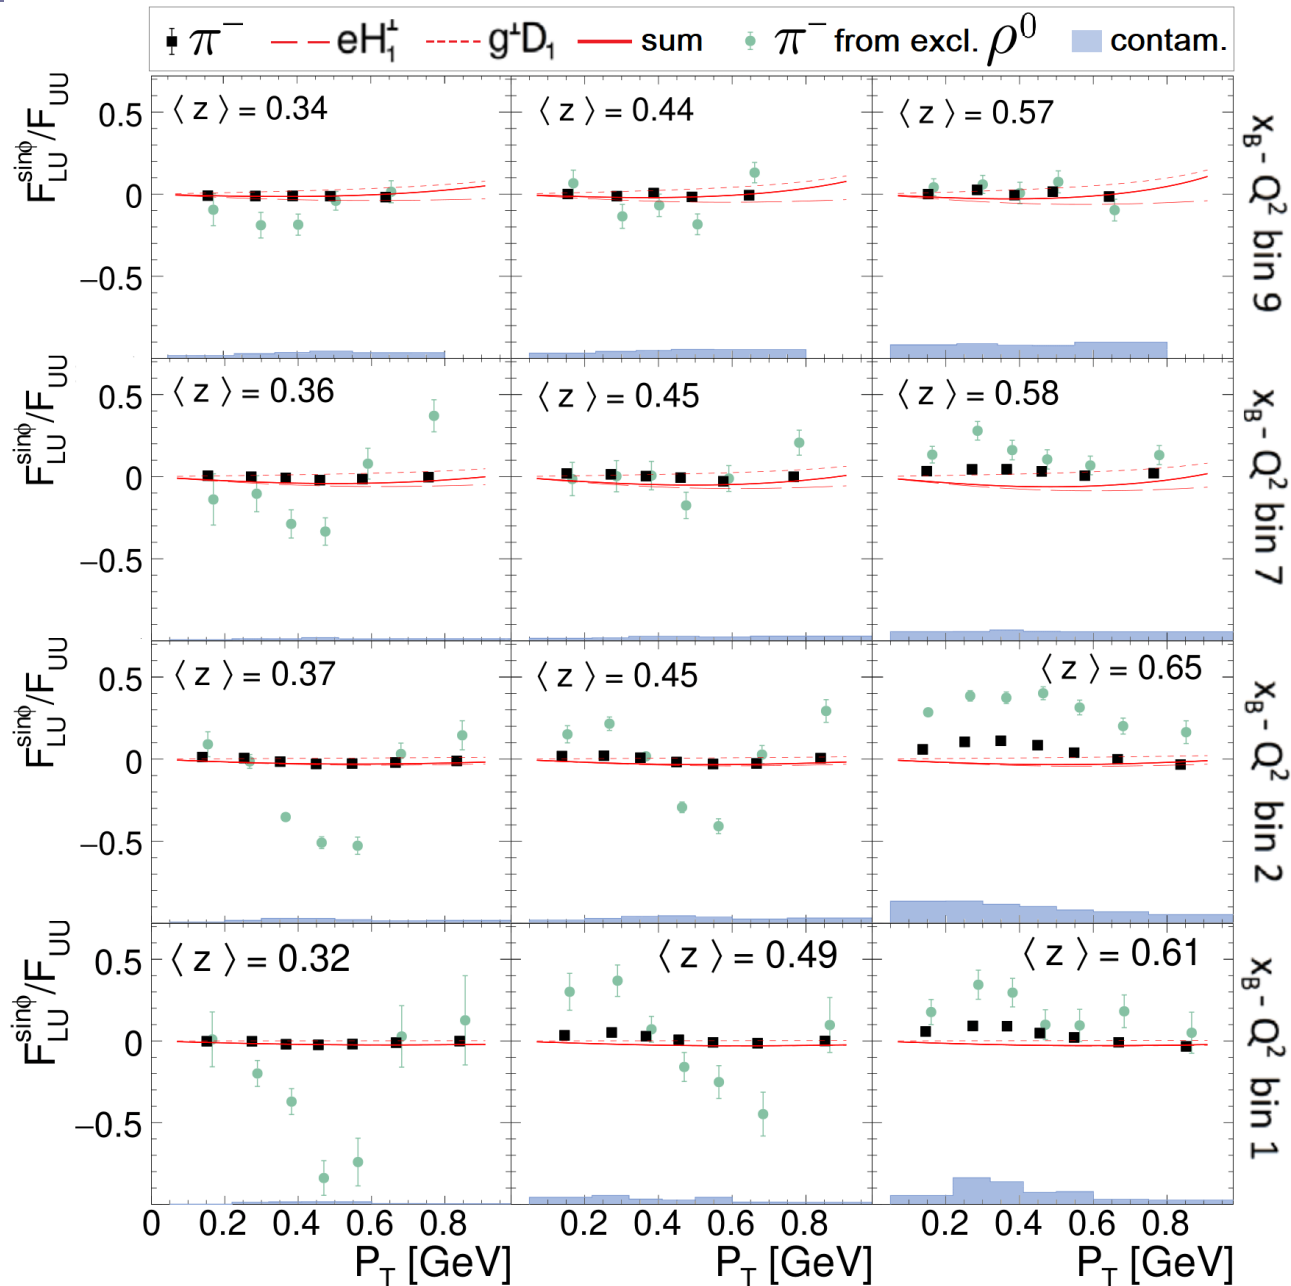 π⁻ eH₁^⊥ g^⊥D₁ sum π⁻ from excl. ρ⁰ contam.
F_LU^sinϕ/F_UU
0.5
0
−0.5
⟨ z ⟩ = 0.34
⟨ z ⟩ = 0.44
⟨ z ⟩ = 0.57
x_B - Q² bin 9
F_LU^sinϕ/F_UU
0.5
0
−0.5
⟨ z ⟩ = 0.36
⟨ z ⟩ = 0.45
⟨ z ⟩ = 0.58
x_B - Q² bin 7
F_LU^sinϕ/F_UU
0.5
0
−0.5
⟨ z ⟩ = 0.37
⟨ z ⟩ = 0.45
⟨ z ⟩ = 0.65
x_B - Q² bin 2
F_LU^sinϕ/F_UU
0.5
0
−0.5
⟨ z ⟩ = 0.32
⟨ z ⟩ = 0.49
⟨ z ⟩ = 0.61
x_B - Q² bin 1
0 0.2 0.4 0.6 0.8
0.2 0.4 0.6 0.8
0.2 0.4 0.6 0.8
P_T [GeV]
P_T [GeV]
P_T [GeV]